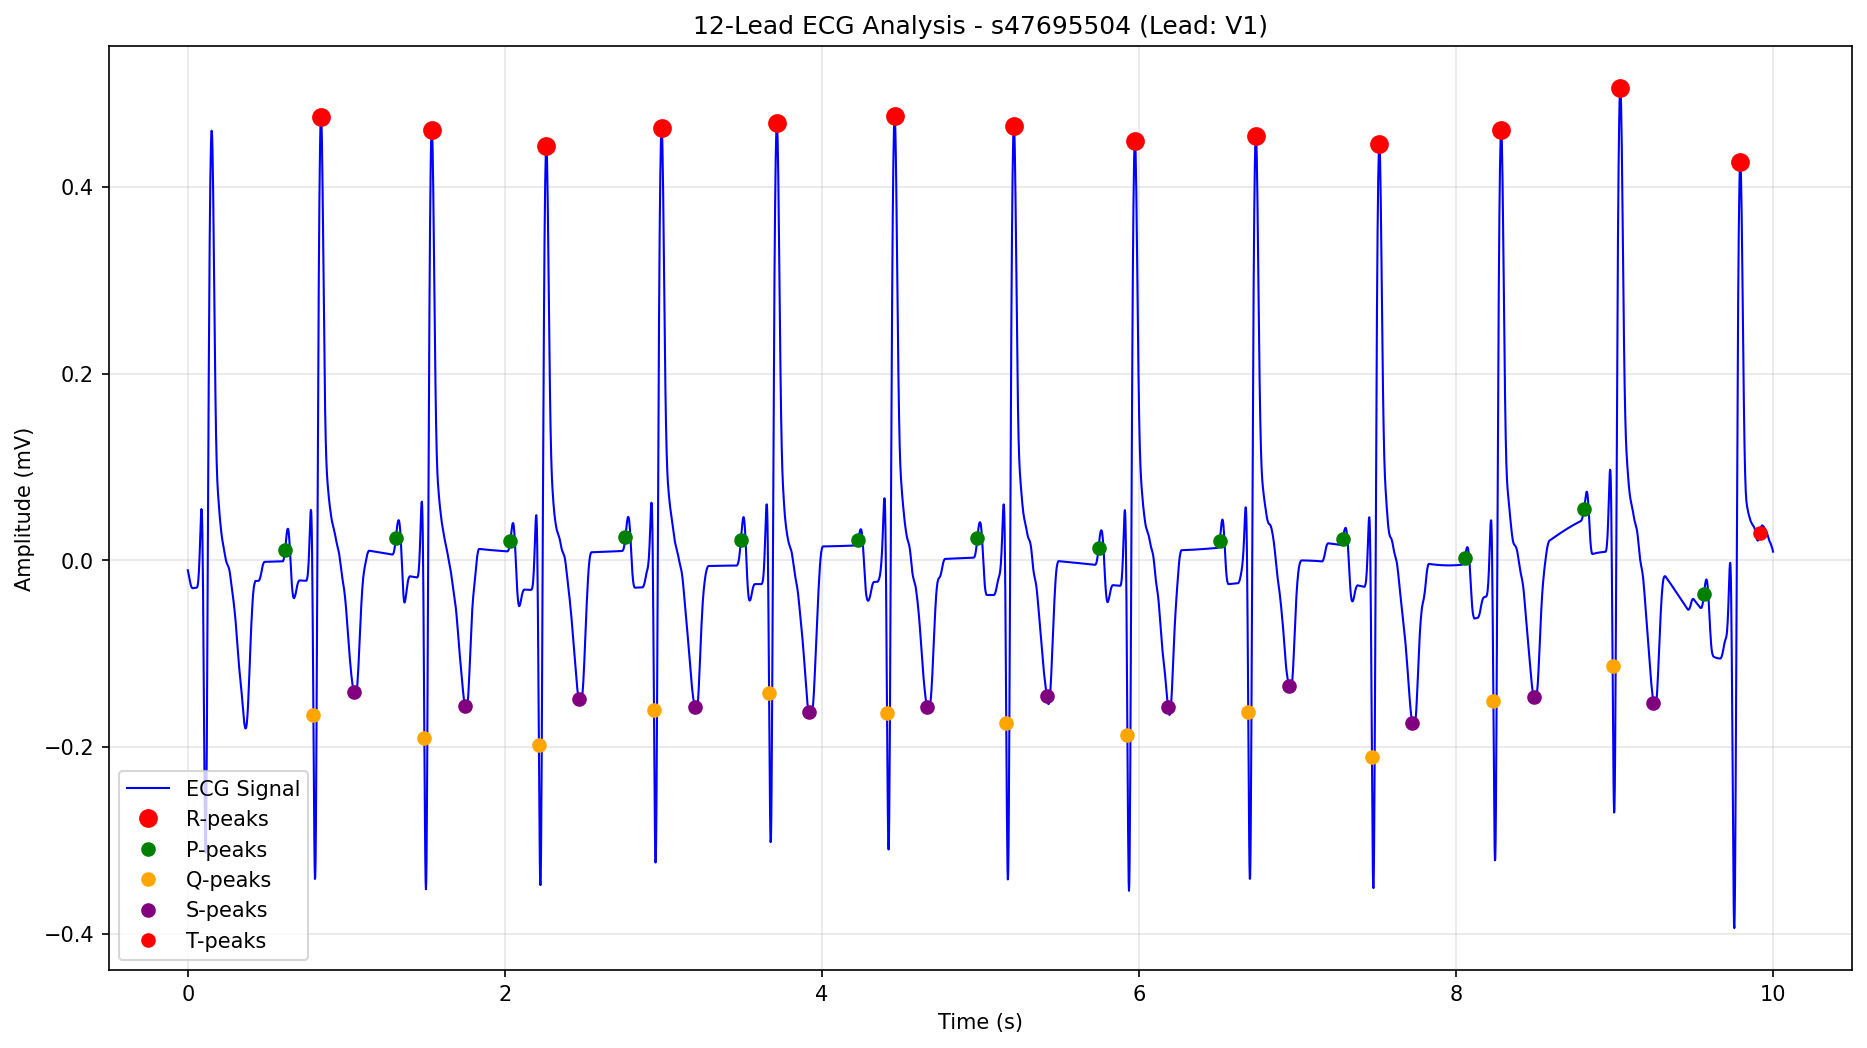 12-Lead ECG Analysis - s47695504 (Lead: V1)
Amplitude (mV)
0.4
0.2
0.0
−0.2
−0.4
ECG Signal
R-peaks
P-peaks
Q-peaks
S-peaks
T-peaks
0 2 4 6 8 10
Time (s)